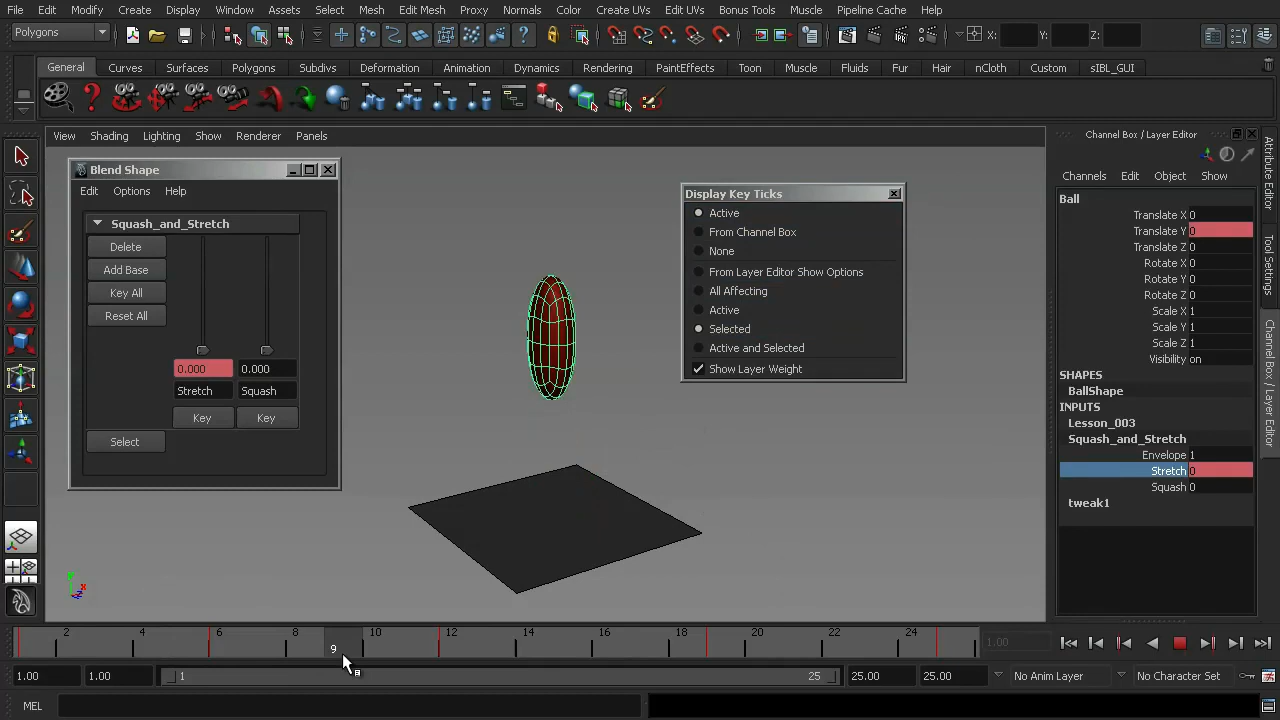 File Edit Modify Create Display Window Assets Select Mesh Edit Mesh Proxy Normals Color Create UVs Edit UVs Bonus Tools Muscle Pipeline Cache Help
Polygons X: Y: Z:
General Curves Surfaces Polygons Subdivs Deformation Animation Dynamics Rendering PaintEffects Toon Muscle Fluids Fur Hair nCloth Custom sIBL_GUI
View Shading Lighting Show Renderer Panels
Channel Box / Layer Editor
Channels Edit Object Show
Blend Shape
Edit Options Help
Squash_and_Stretch
Delete
Add Base
Key All
Reset All
0.000 0.000
Stretch Squash
Key Key
Select
Display Key Ticks
Active
From Channel Box
None
From Layer Editor Show Options
All Affecting
Active
Selected
Active and Selected
Show Layer Weight
Ball
Translate X 0
Translate Y 0
Translate Z 0
Rotate X 0
Rotate Y 0
Rotate Z 0
Scale X 1
Scale Y 1
Scale Z 1
Visibility on
SHAPES
BallShape
INPUTS
Lesson_003
Squash_and_Stretch
Envelope 1
Stretch 0
Squash 0
tweak1
Attribute Editor
Tool Settings
Channel Box / Layer Editor
2 4 6 8 10 12 14 16 18 20 22 24
9
1.00
1.00 1.00 1 25 25.00 25.00 No Anim Layer No Character Set
MEL